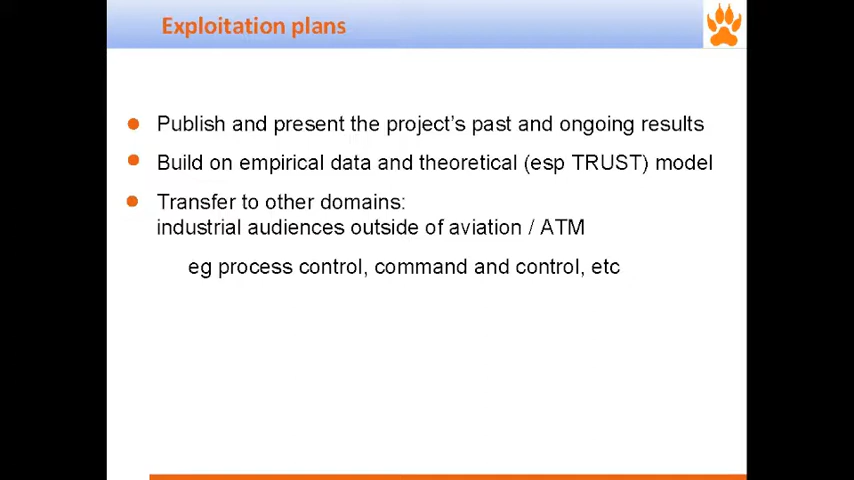 Exploitation plans
Publish and present the project's past and ongoing results
Build on empirical data and theoretical (esp TRUST) model
Transfer to other domains:
industrial audiences outside of aviation / ATM
eg process control, command and control, etc